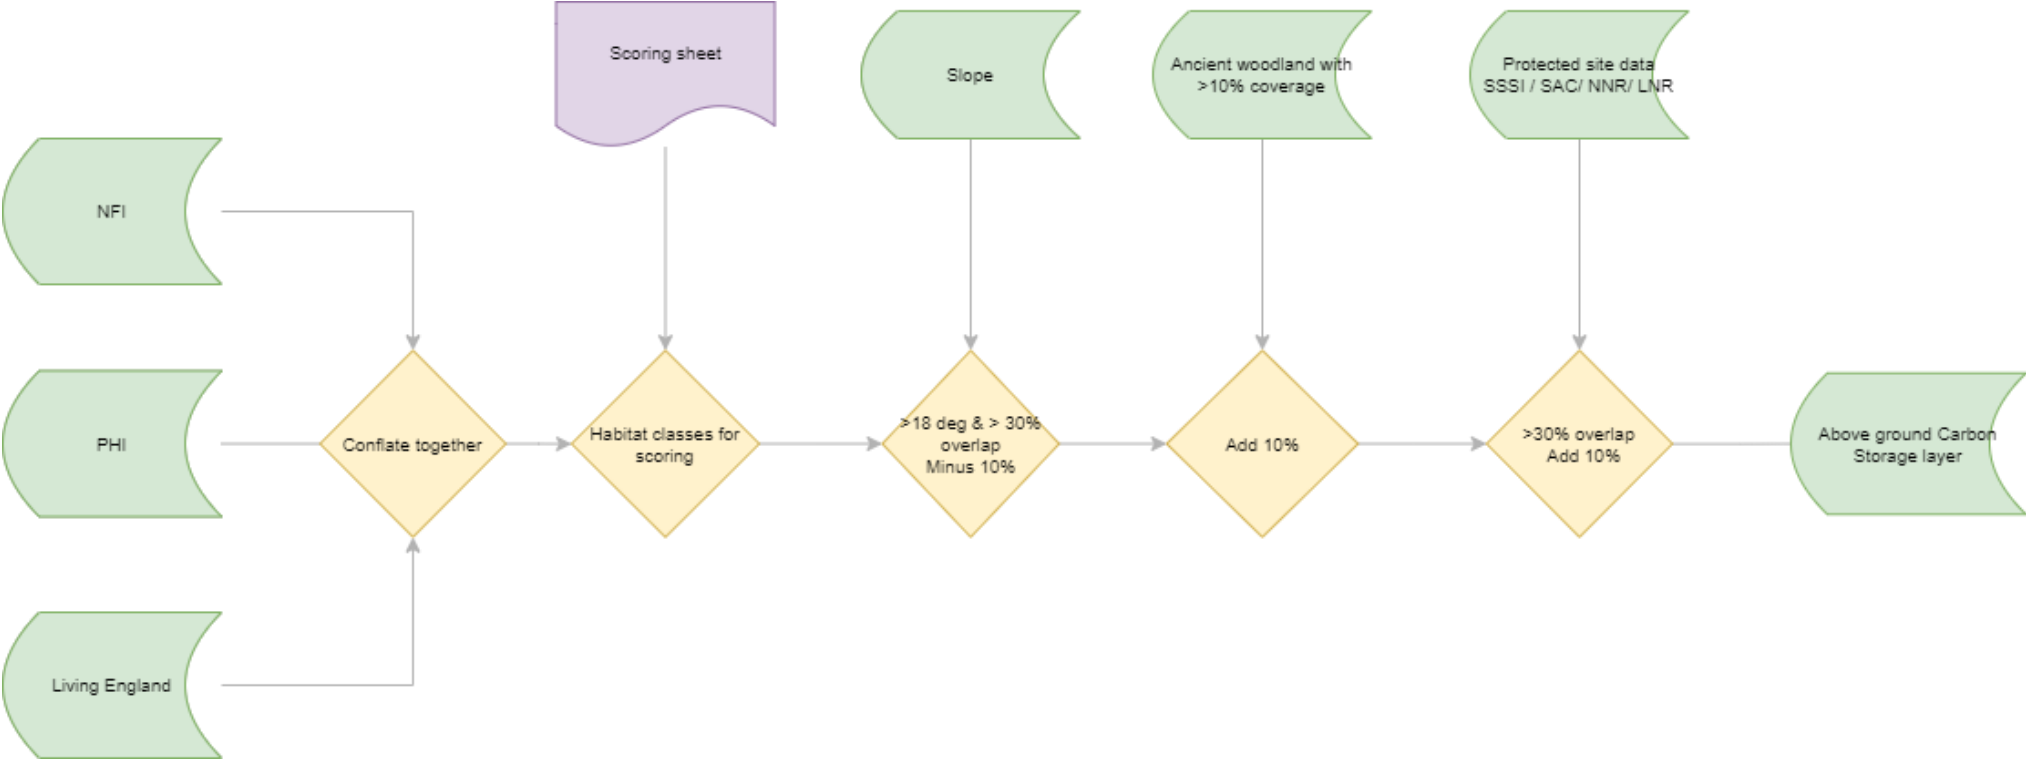 Scoring sheet
Slope
Ancient woodland with
>10% coverage
Protected site data
SSSI / SAC/ NNR/ LNR
NFI
PHI
Conflate together
Habitat classes for
scoring
>18 deg & > 30%
overlap
Minus 10%
Add 10%
>30% overlap
Add 10%
Above ground Carbon
Storage layer
Living England